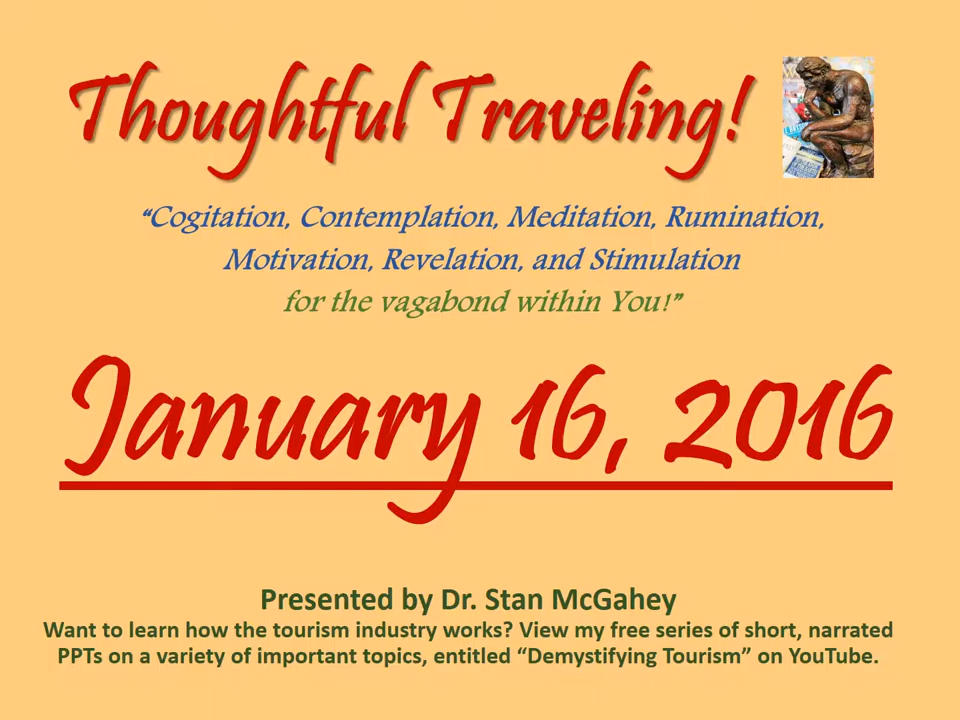 Thoughtful Traveling!
“Cogitation, Contemplation, Meditation, Rumination,
Motivation, Revelation, and Stimulation
for the vagabond within You!”
January 16, 2016
Presented by Dr. Stan McGahey
Want to learn how the tourism industry works? View my free series of short, narrated
PPTs on a variety of important topics, entitled “Demystifying Tourism” on YouTube.